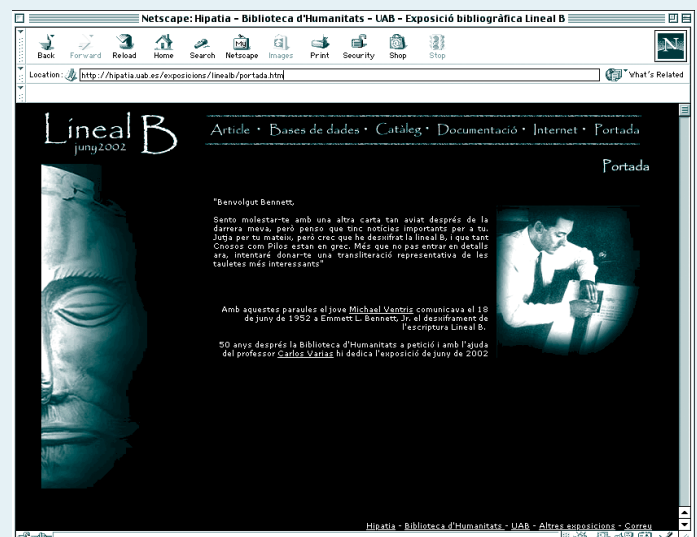 Netscape: Hipatia - Biblioteca d'Humanitats - UAB - Exposició bibliogràfica Lineal B
Back Forward Reload Home Search Netscape Images Print Security Shop Stop
N
Location: http://hipatia.uab.es/exposicions/linealb/portada.htm What's Related
Lineal B
juny2002
Article · Bases de dades · Catàleg · Documentació · Internet · Portada
Portada
"Benvolgut Bennett,
Sento molestar-te amb una altra carta tan aviat després de la
darrera meva, però penso que tinc notícies importants per a tu.
Jutja per tu mateix, però crec que he desxifrat la lineal B, i que tant
Cnosos com Pilos estan en grec. Més que no pas entrar en detalls
ara, intentaré donar-te una transliteració representativa de les
tauletes més interessants"
Amb aquestes paraules el jove Michael Ventris comunicava el 18
de juny de 1952 a Emmett L. Bennett, Jr. el desxiframent de
l'escriptura Lineal B.
50 anys després la Biblioteca d'Humanitats a petició i amb l'ajuda
del professor Carlos Varias hi dedica l'exposició de juny de 2002
Hipatia - Biblioteca d'Humanitats - UAB - Altres exposicions - Correu